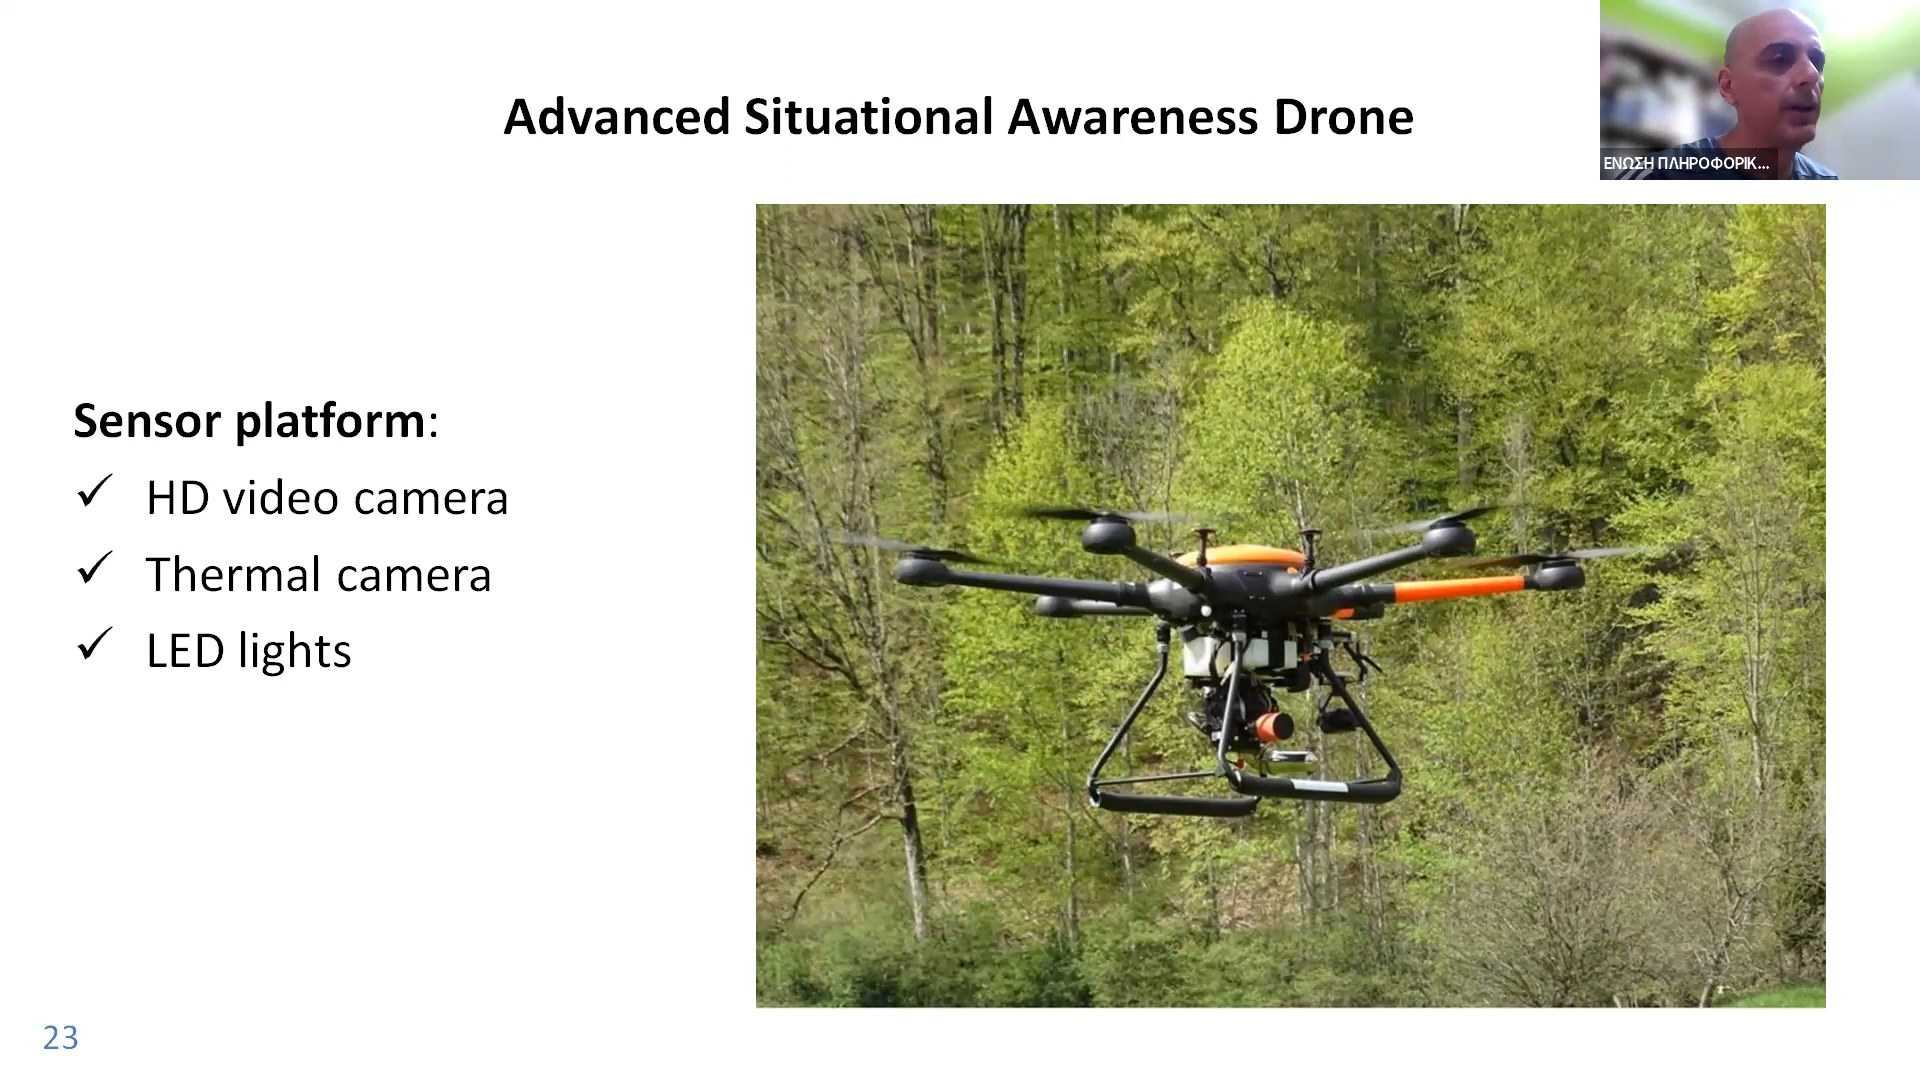 Advanced Situational Awareness Drone
ΕΝΩΣΗ ΠΛΗΡΟΦΟΡΙΚ...
Sensor platform:
✓ HD video camera
✓ Thermal camera
✓ LED lights
23